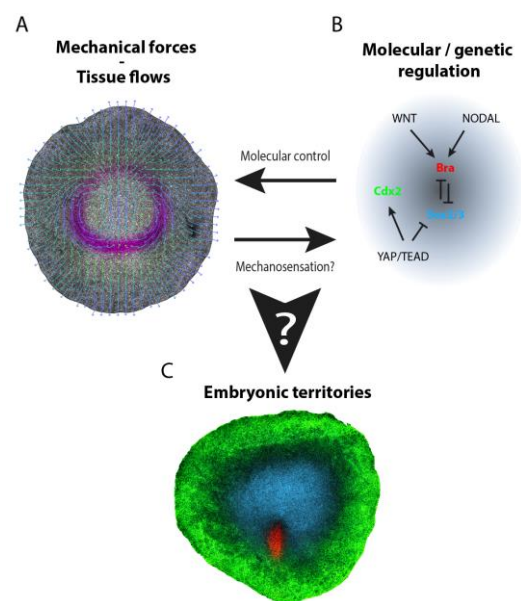 A
Mechanical forces
-
Tissue flows
B
Molecular / genetic
regulation
WNT
NODAL
Bra
Cdx2
YAP/TEAD
Molecular control
Mechanosensation?
?
C
Embryonic territories